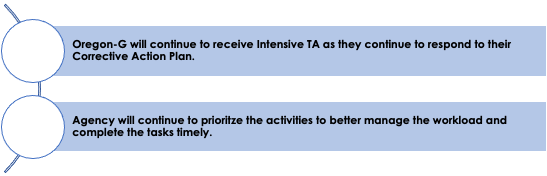 Oregon-G will continue to receive Intensive TA as they continue to respond to their
Corrective Action Plan.
Agency will continue to prioritze the activities to better manage the workload and
complete the tasks timely.